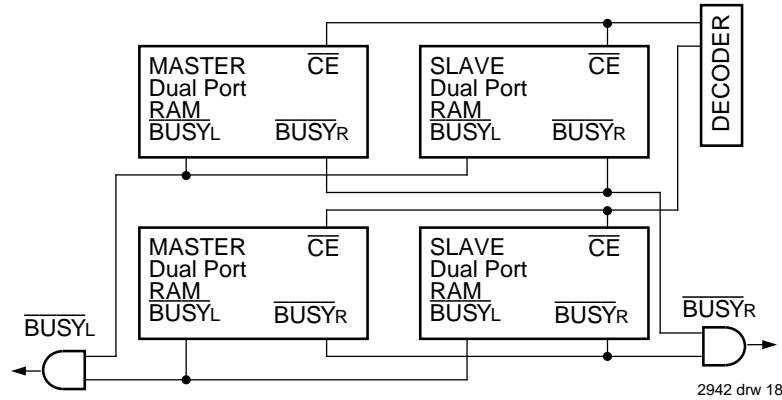 MASTER CE
Dual Port
RAM
BUSYL BUSYR
SLAVE CE
Dual Port
RAM
BUSYL BUSYR
DECODER
MASTER CE
Dual Port
RAM
BUSYL BUSYR
SLAVE CE
Dual Port
RAM
BUSYL BUSYR
BUSYL
BUSYR
2942 drw 18